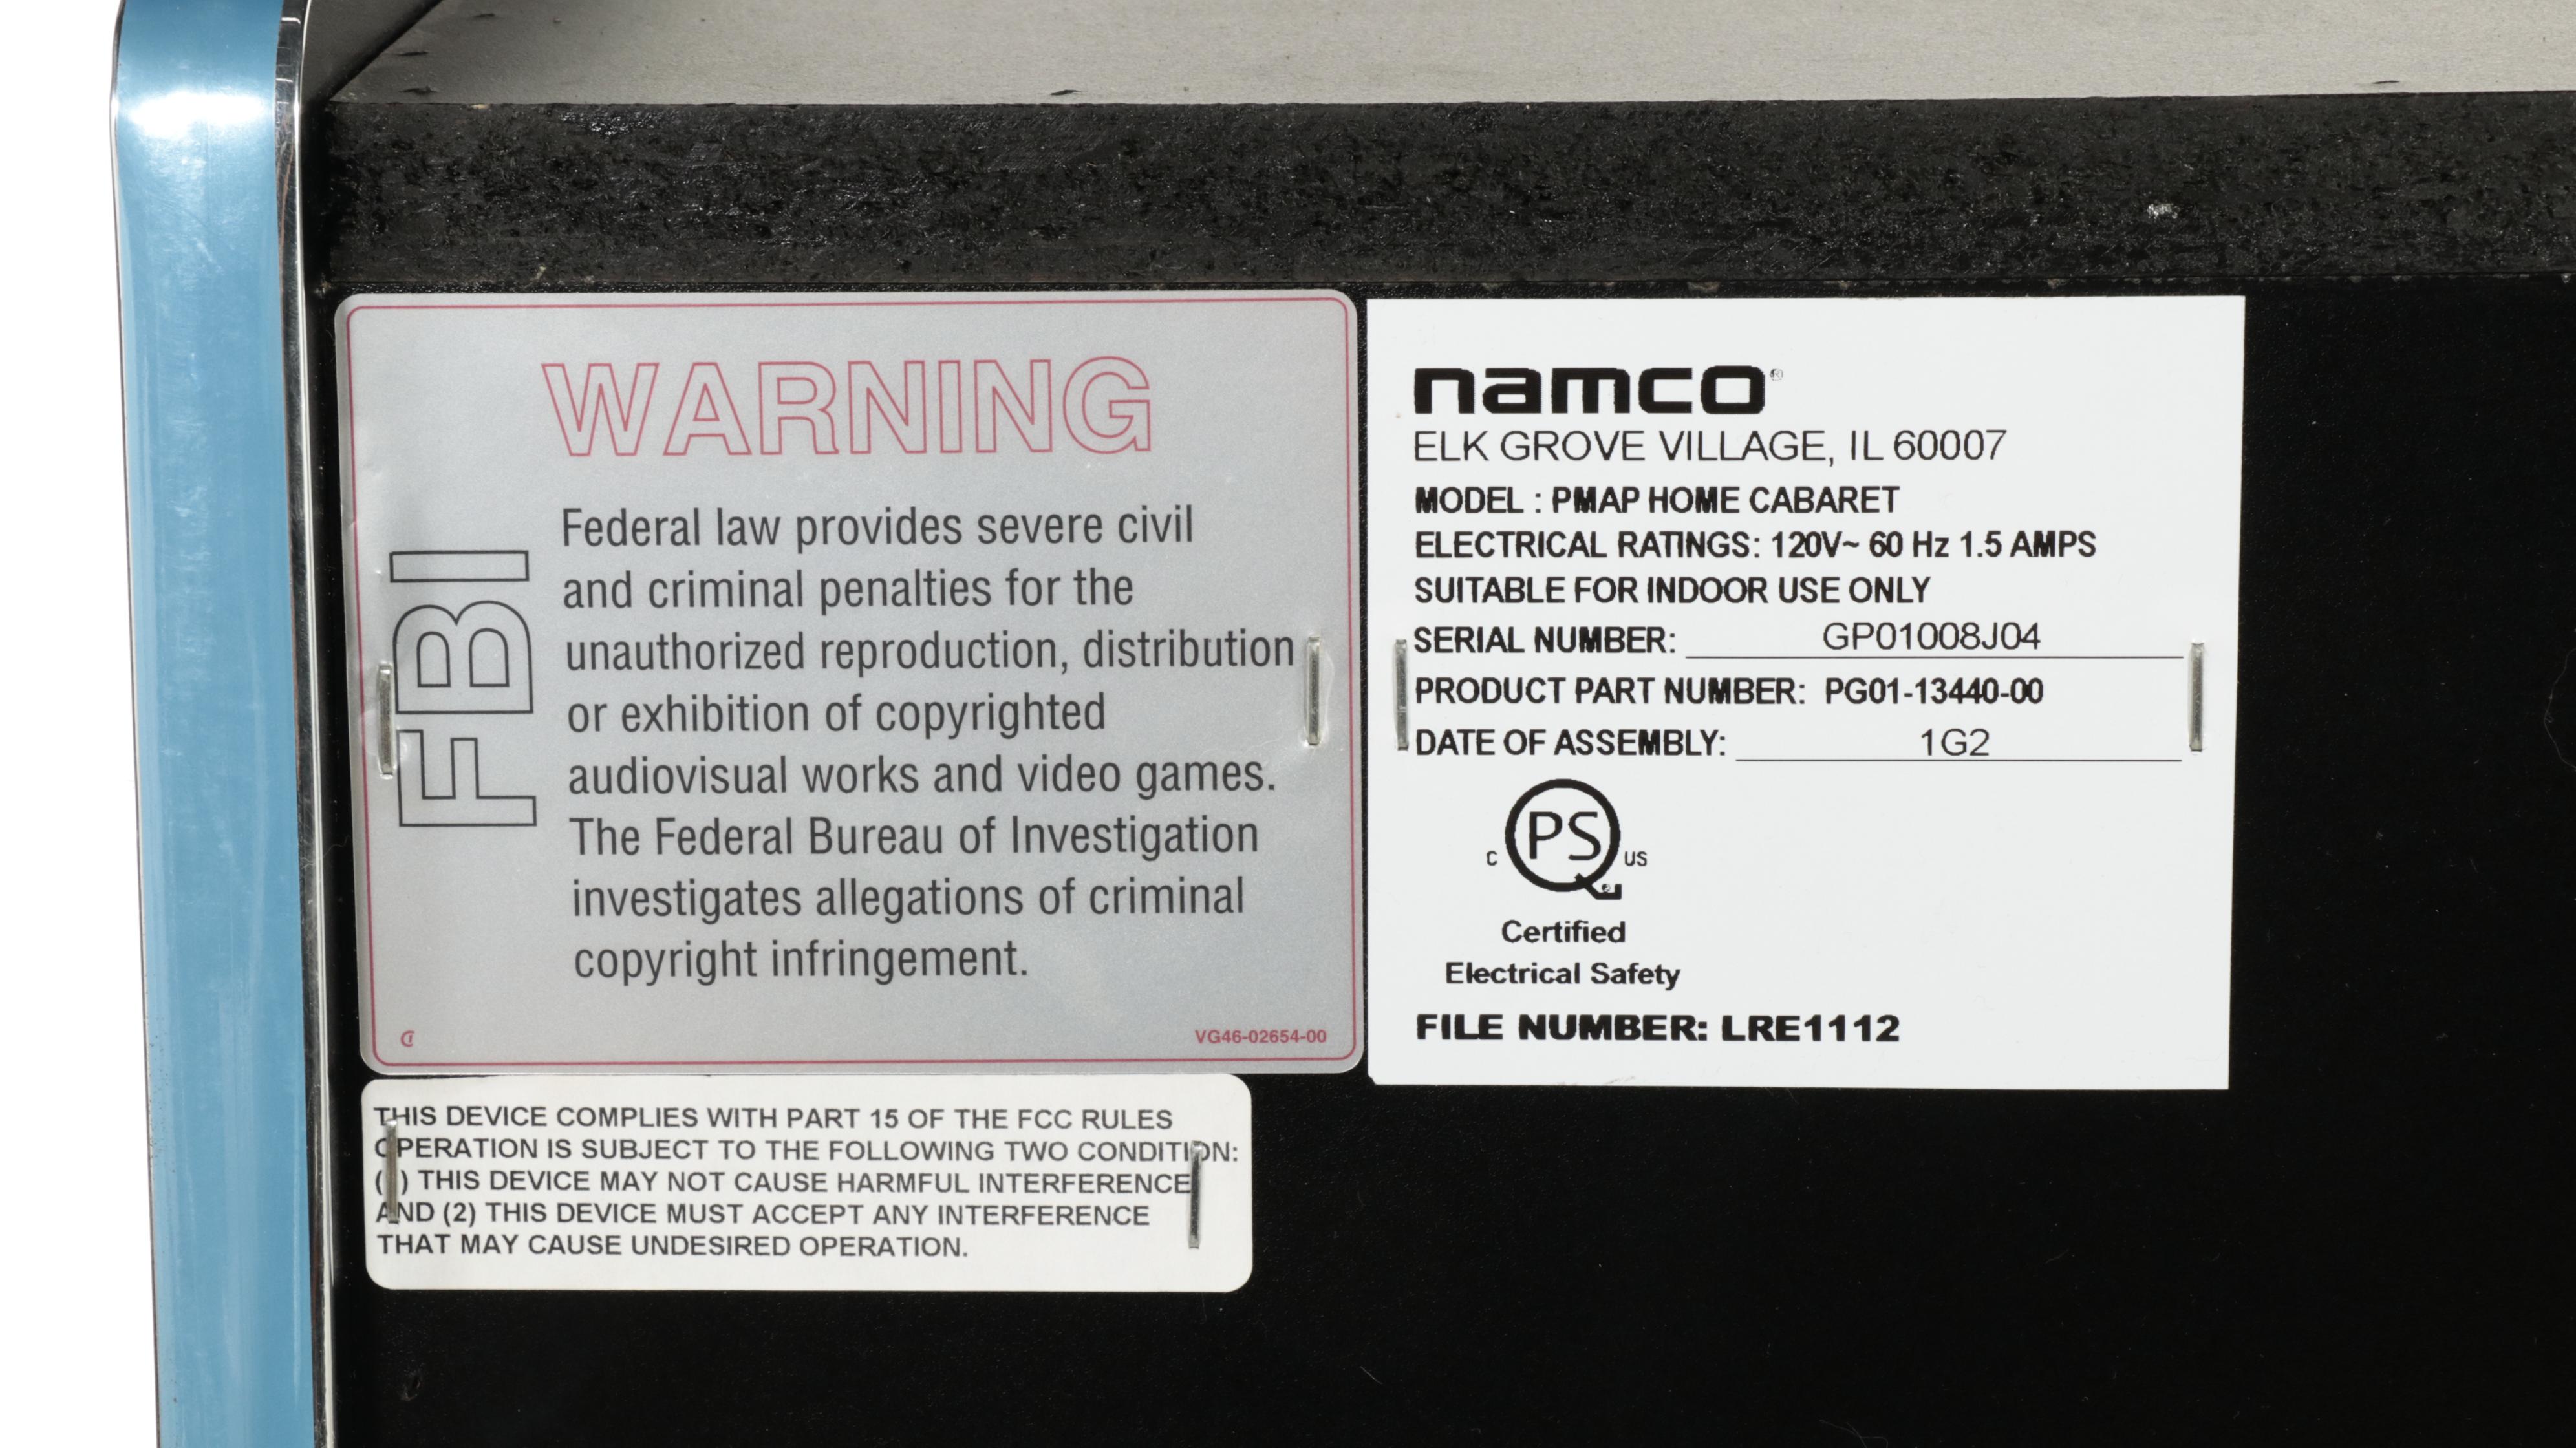 WARNING
FBI
Federal law provides severe civil
and criminal penalties for the
unauthorized reproduction, distribution
or exhibition of copyrighted
audiovisual works and video games.
The Federal Bureau of Investigation
investigates allegations of criminal
copyright infringement.
VG46-02654-00
namco®
ELK GROVE VILLAGE, IL 60007
MODEL : PMAP HOME CABARET
ELECTRICAL RATINGS: 120V~ 60 Hz 1.5 AMPS
SUITABLE FOR INDOOR USE ONLY
SERIAL NUMBER: GP01008J04
PRODUCT PART NUMBER: PG01-13440-00
DATE OF ASSEMBLY: 1G2
C PS US
Certified
Electrical Safety
FILE NUMBER: LRE1112
THIS DEVICE COMPLIES WITH PART 15 OF THE FCC RULES
OPERATION IS SUBJECT TO THE FOLLOWING TWO CONDITION:
(1) THIS DEVICE MAY NOT CAUSE HARMFUL INTERFERENCE
AND (2) THIS DEVICE MUST ACCEPT ANY INTERFERENCE
THAT MAY CAUSE UNDESIRED OPERATION.